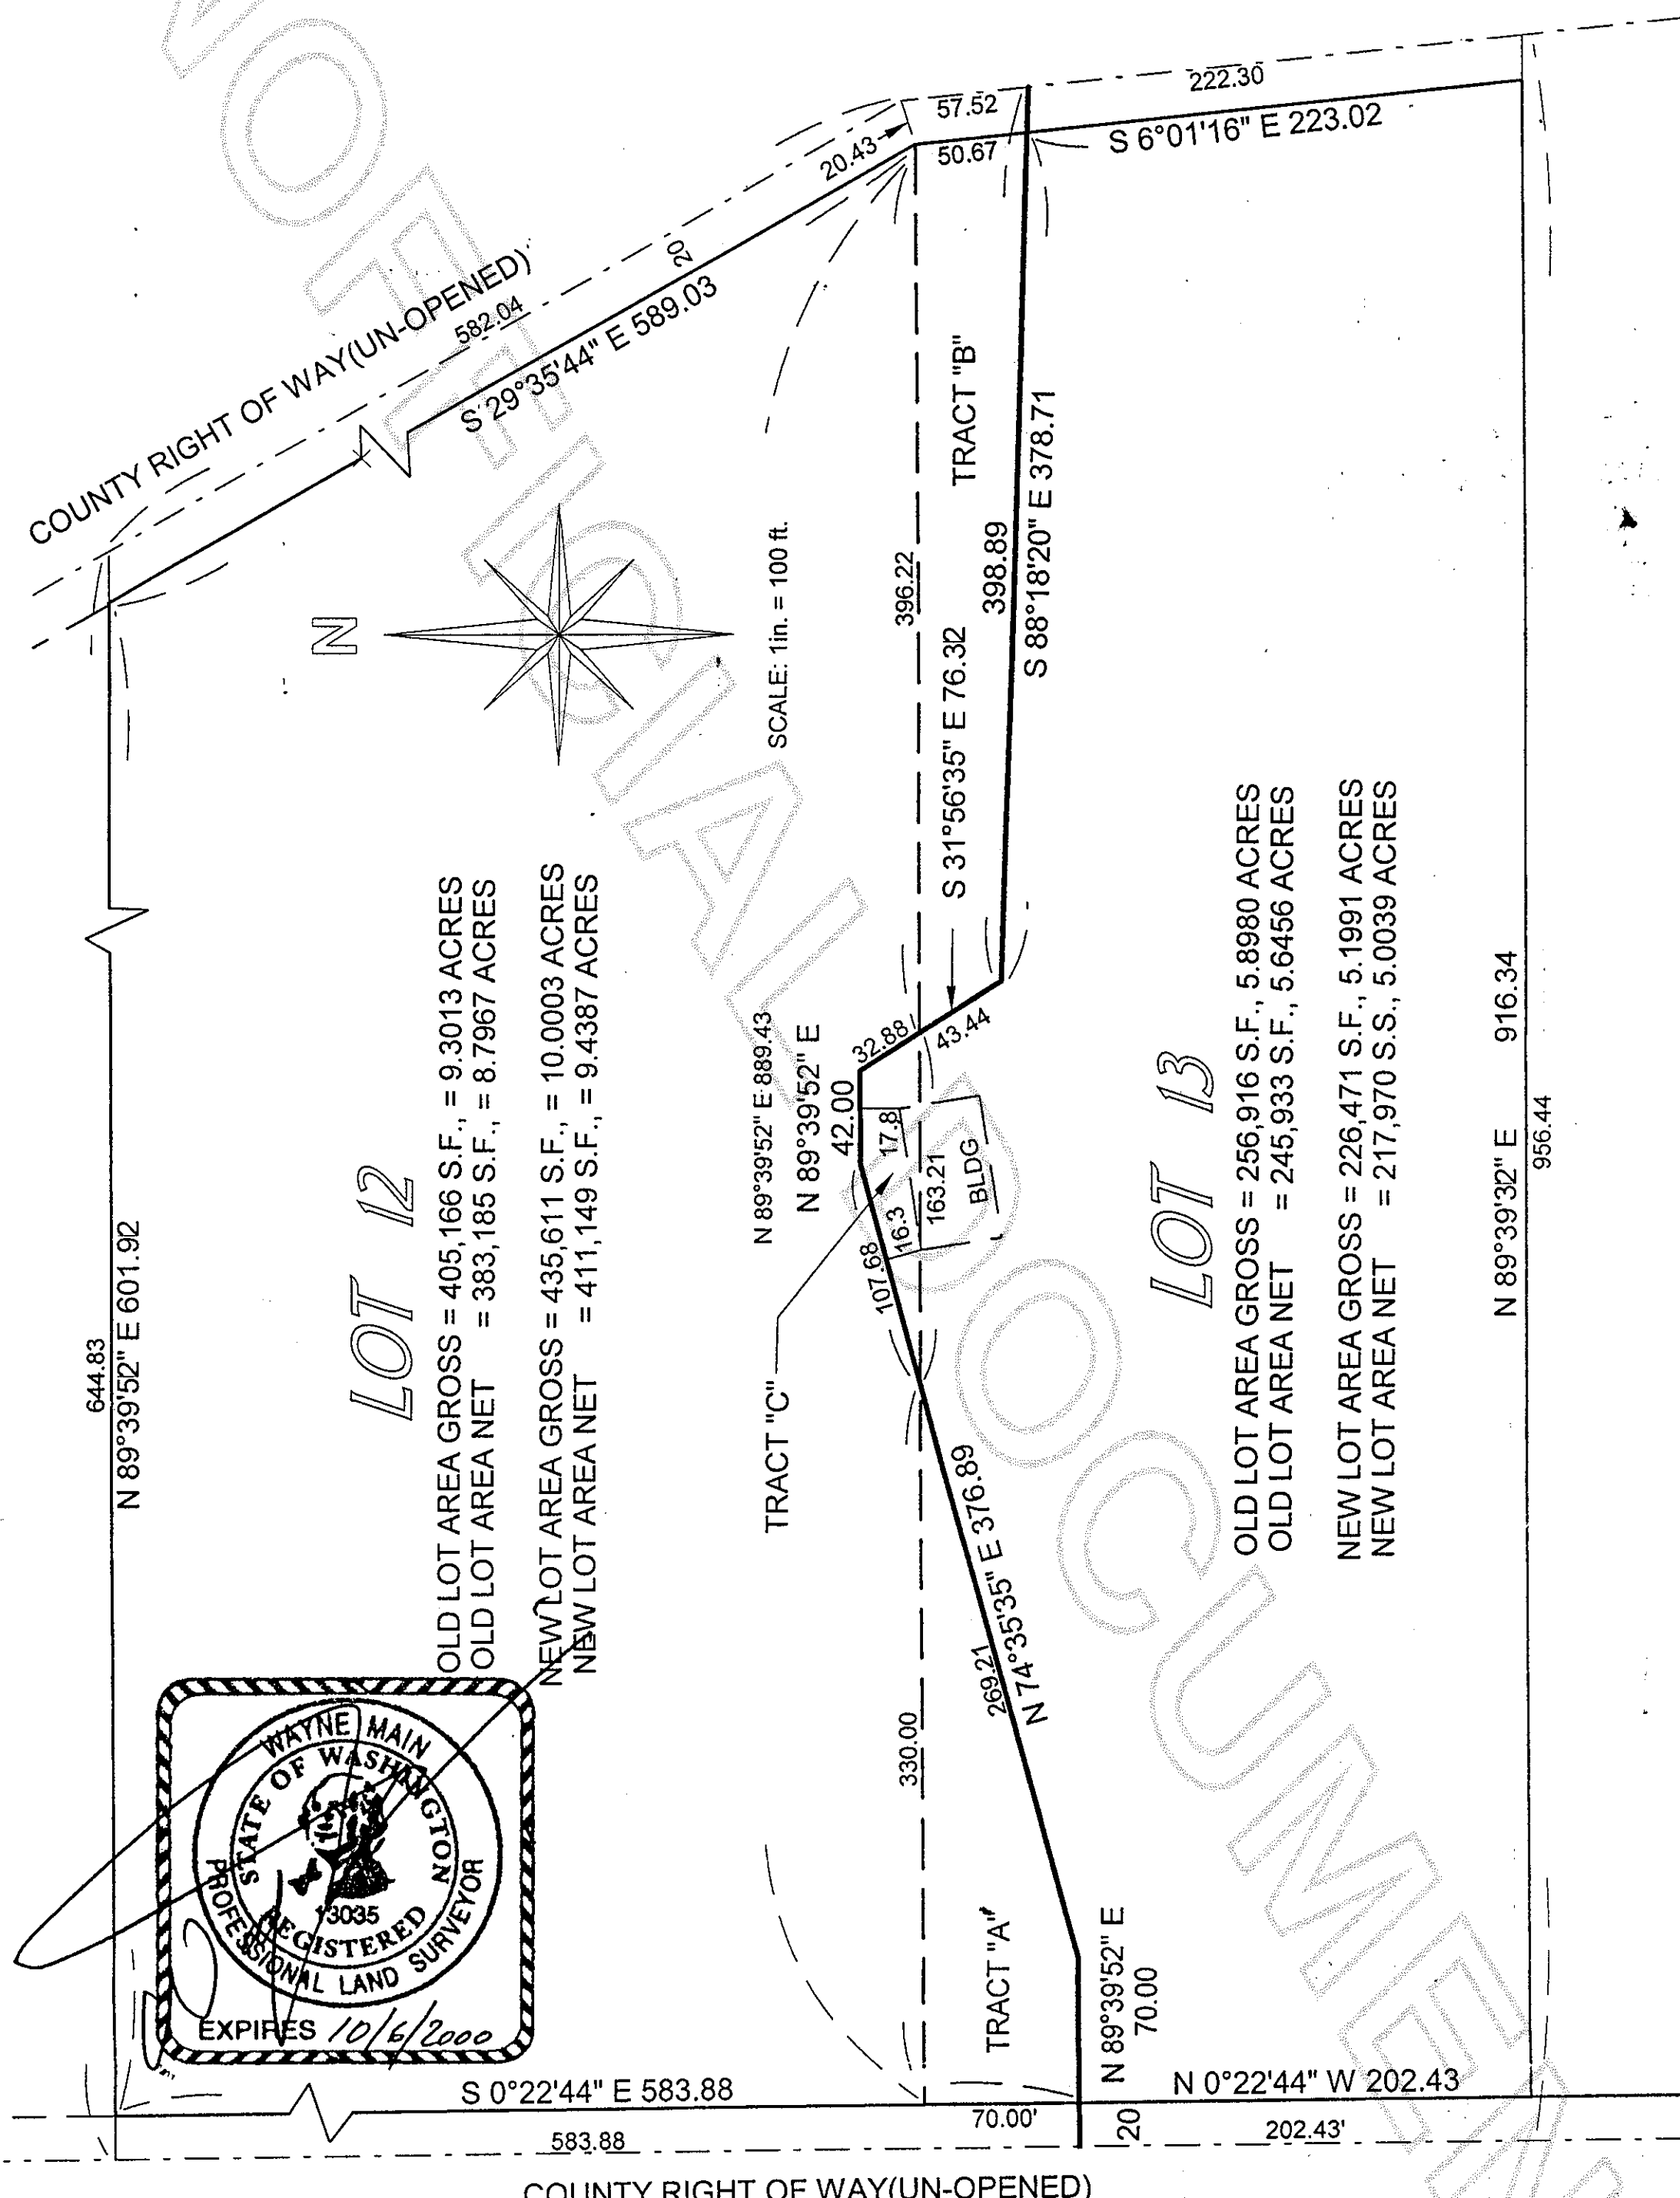 COUNTY RIGHT OF WAY(UN-OPENED)
582.04
S 29°35'44" E 589.03
20
20.43
57.52
50.67
222.30
S 6°01'16" E 223.02
N
SCALE: 1in. = 100 ft.
644.83
N 89°39'52" E 601.92
LOT 12
OLD LOT AREA GROSS = 405,166 S.F., = 9.3013 ACRES
OLD LOT AREA NET = 383,185 S.F., = 8.7967 ACRES
NEW LOT AREA GROSS = 435,611 S.F., = 10.0003 ACRES
NEW LOT AREA NET = 411,149 S.F., = 9.4387 ACRES
N 89°39'52" E 889.43
N 89°39'52" E
42.00
TRACT "C"
32.88
43.44
17.8
16.3
163.21
BLDG
107.68
396.22
TRACT "B"
S 31°56'35" E 76.32
398.89
S 88°18'20" E 378.71
330.00
269.21
N 74°35'35" E 376.89
TRACT "A"
N 89°39'52" E
70.00
LOT 13
OLD LOT AREA GROSS = 256,916 S.F., 5.8980 ACRES
OLD LOT AREA NET = 245,933 S.F., 5.6456 ACRES
NEW LOT AREA GROSS = 226,471 S.F., 5.1991 ACRES
NEW LOT AREA NET = 217,970 S.S., 5.0039 ACRES
N 89°39'32" E 916.34
956.44
WAYNE MAIN
STATE OF WASHINGTON
13035
REGISTERED
PROFESSIONAL LAND SURVEYOR
EXPIRES 10/6/2000
S 0°22'44" E 583.88
583.88
70.00'
20
N 0°22'44" W 202.43
202.43'
COUNTY RIGHT OF WAY(UN-OPENED)
UNOFFICIAL DOCUMENT